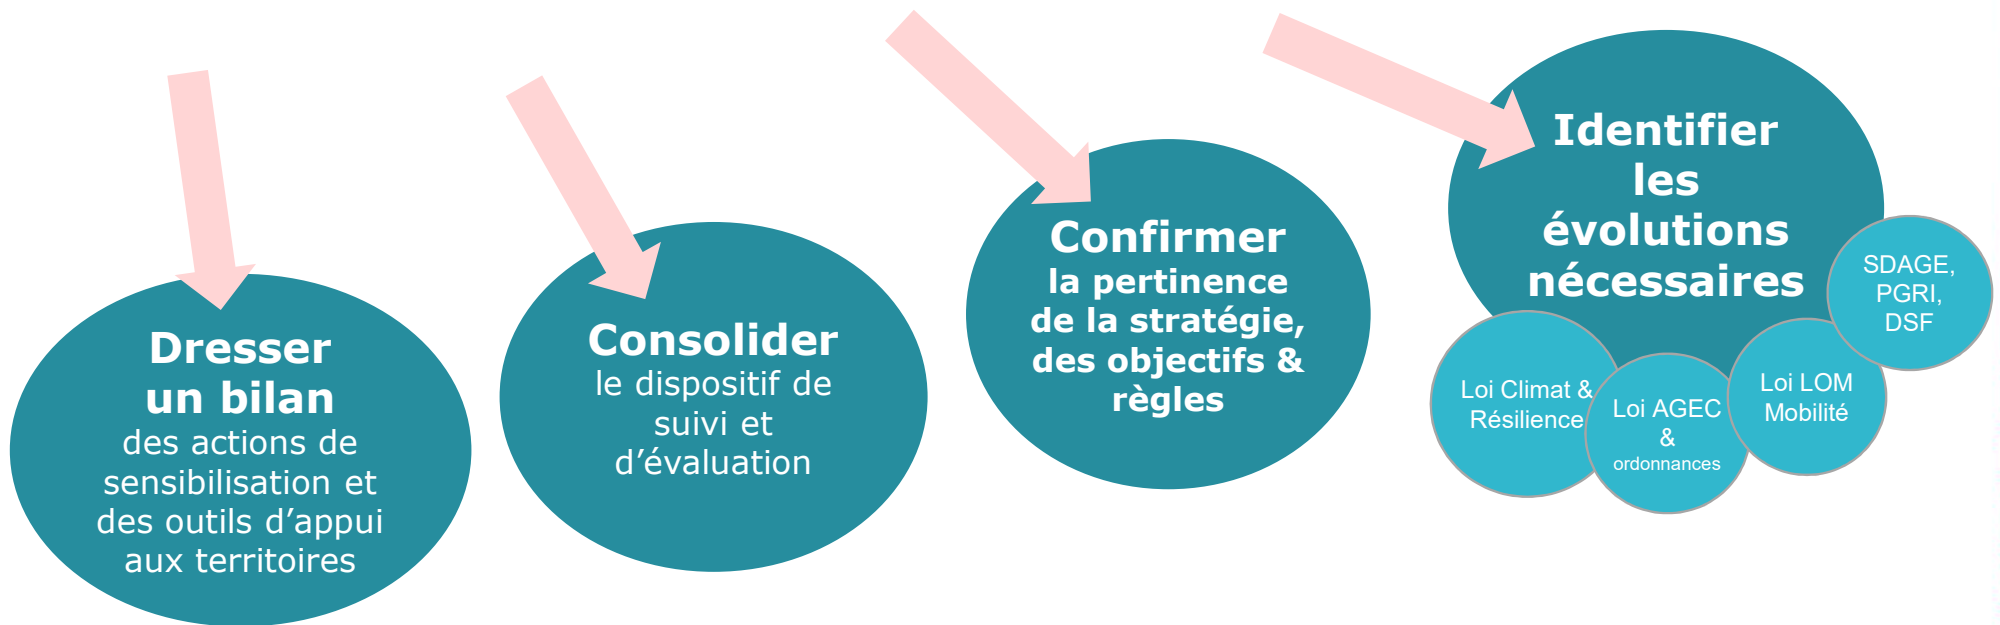 Dresser
un bilan
des actions de
sensibilisation et
des outils d’appui
aux territoires
Consolider
le dispositif de
suivi et
d’évaluation
Confirmer
la pertinence
de la stratégie,
des objectifs &
règles
Identifier
les
évolutions
nécessaires
Loi Climat &
Résilience
Loi AGEC
&
ordonnances
Loi LOM
Mobilité
SDAGE,
PGRI,
DSF